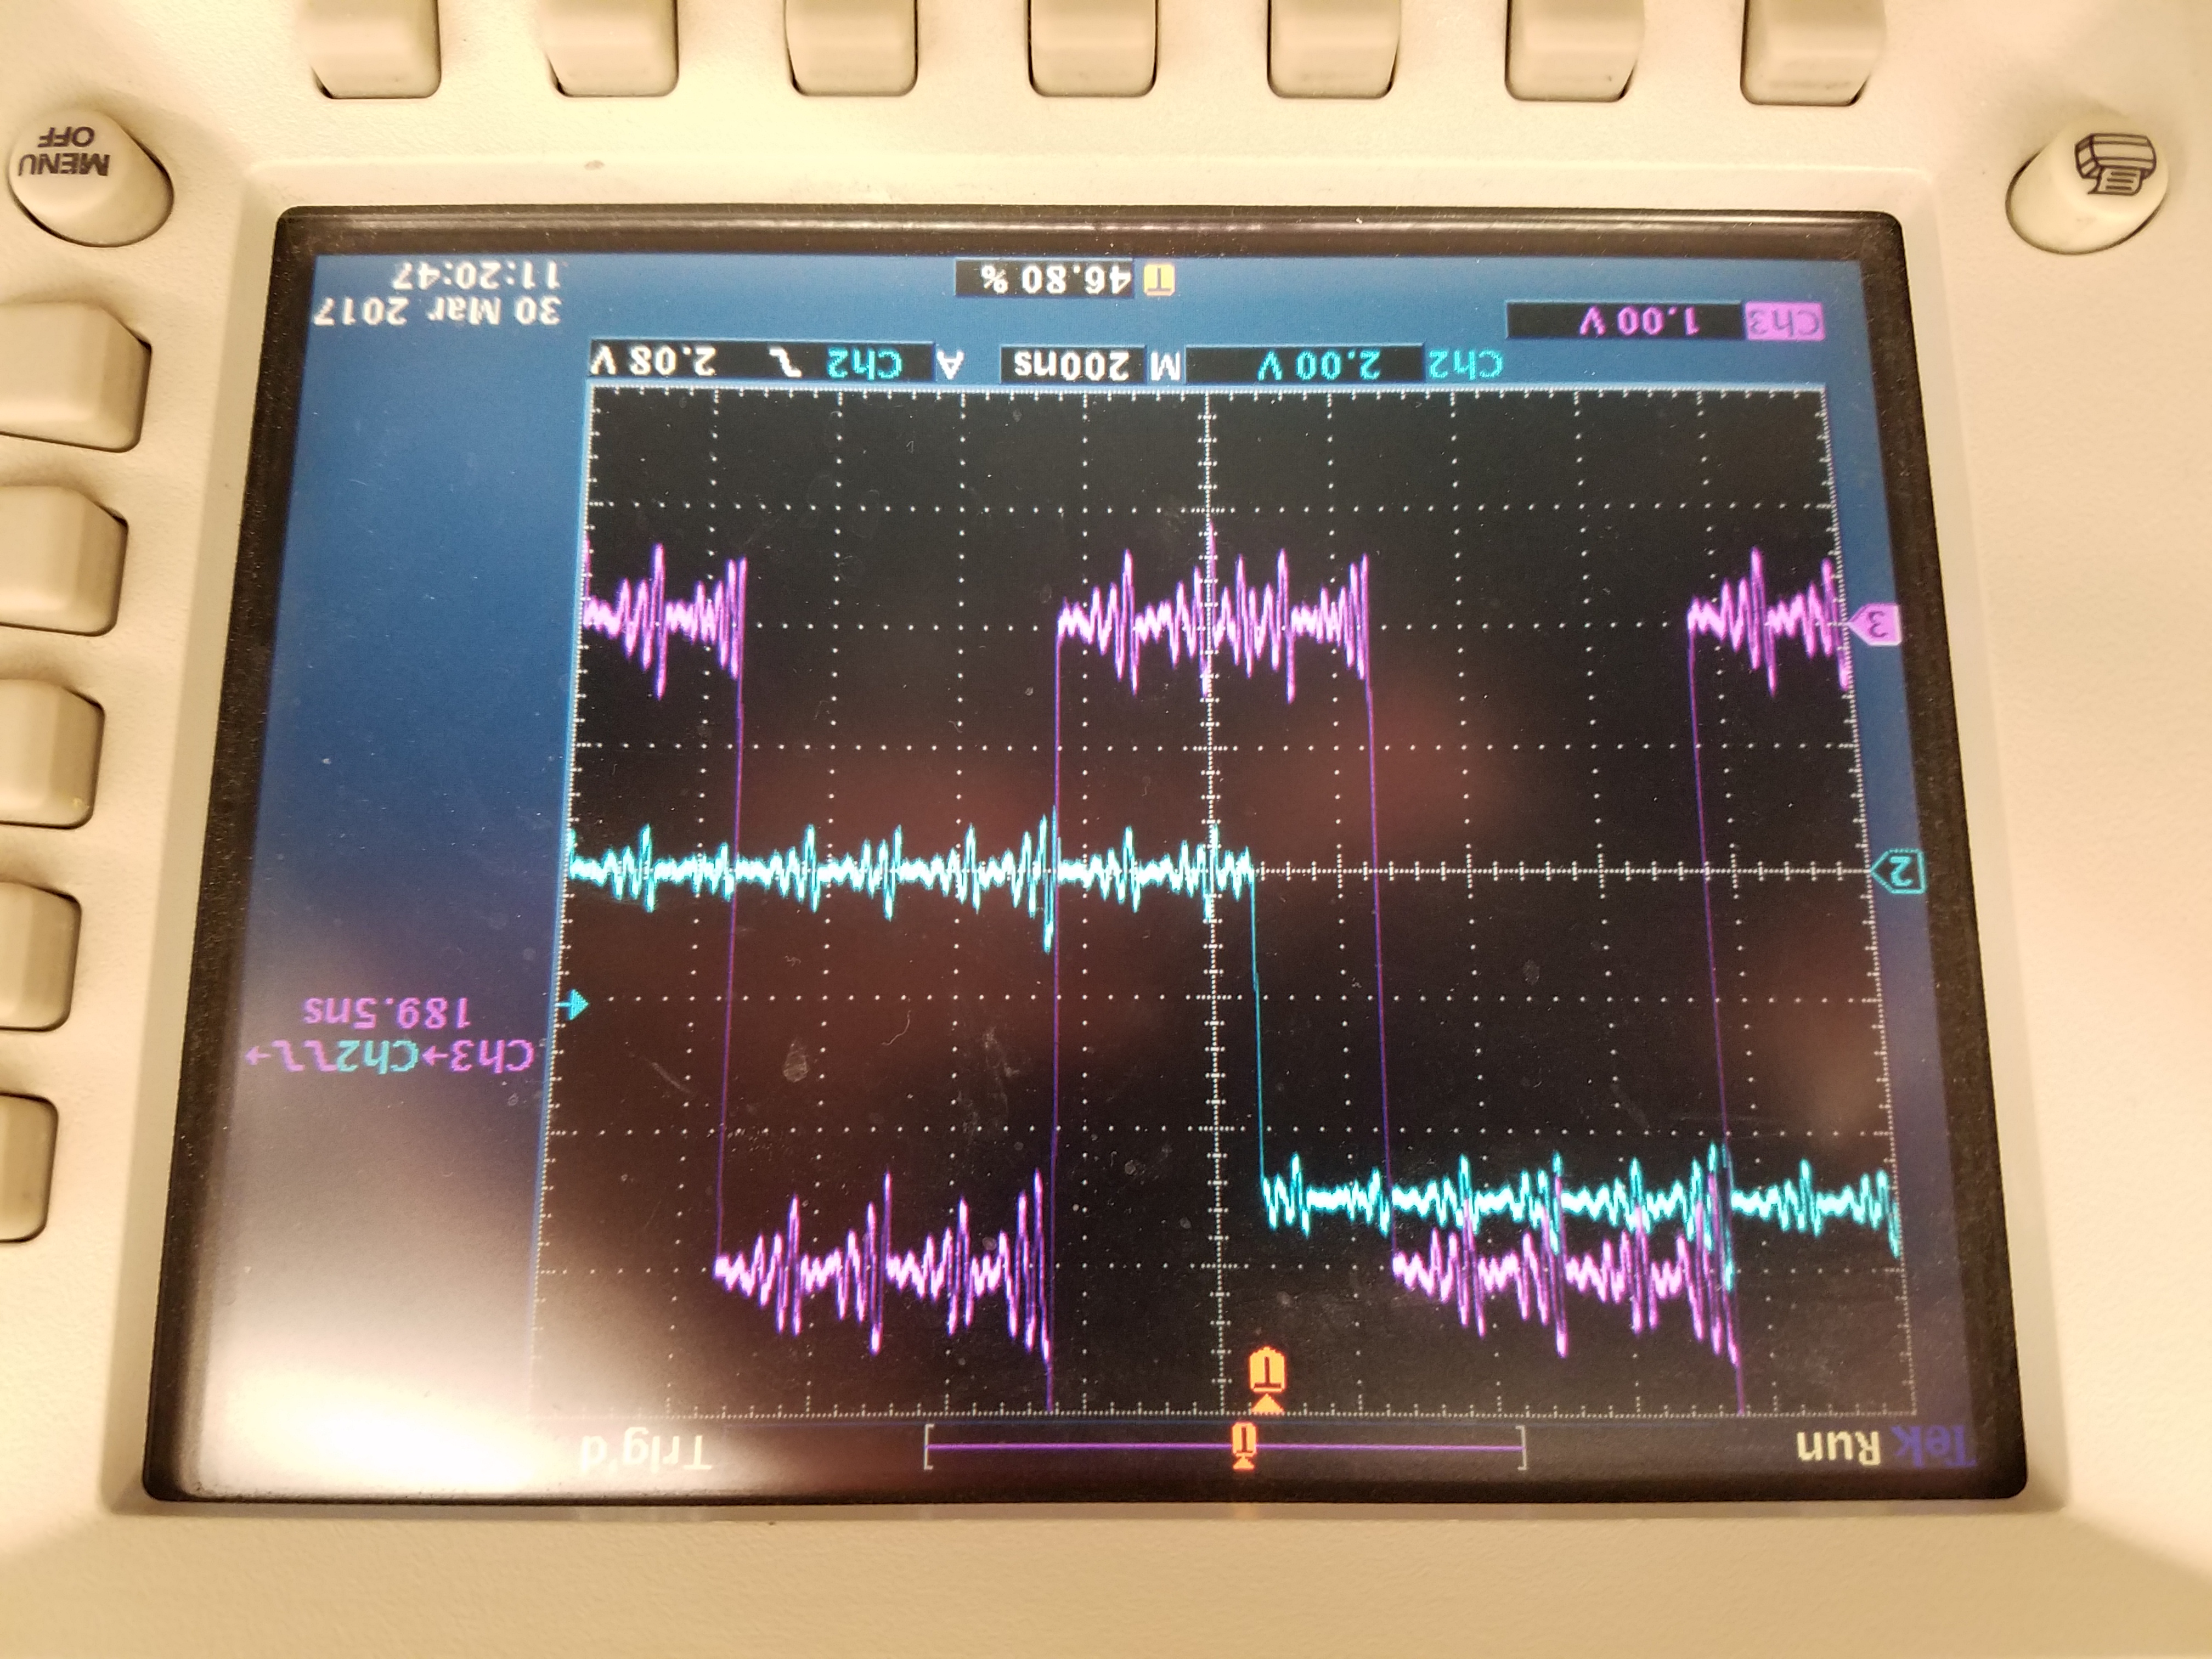 Tek Run Trig'd
T
T
Ch3→Ch2
189.5ns
2
3
Ch2 2.00 V M 200ns A Ch2 2.08 V
Ch3 1.00 V
T 46.80 %
30 Mar 2017
11:20:47
MENU
OFF